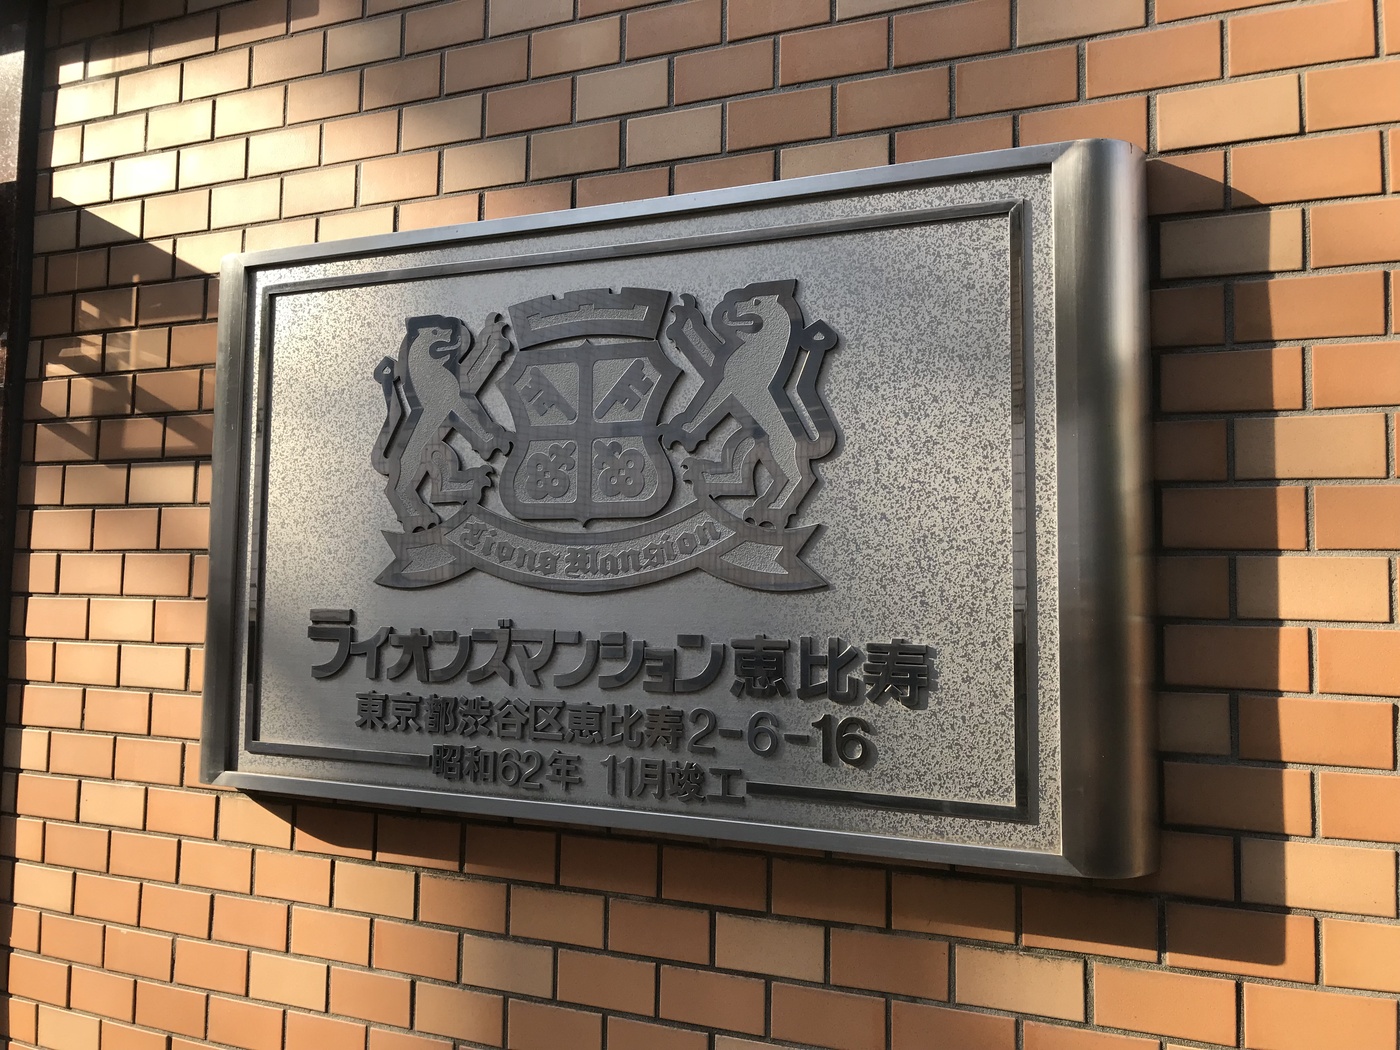 Lions Mansion
ライオンズマンション恵比寿
東京都渋谷区恵比寿2-6-16
昭和62年 11月竣工